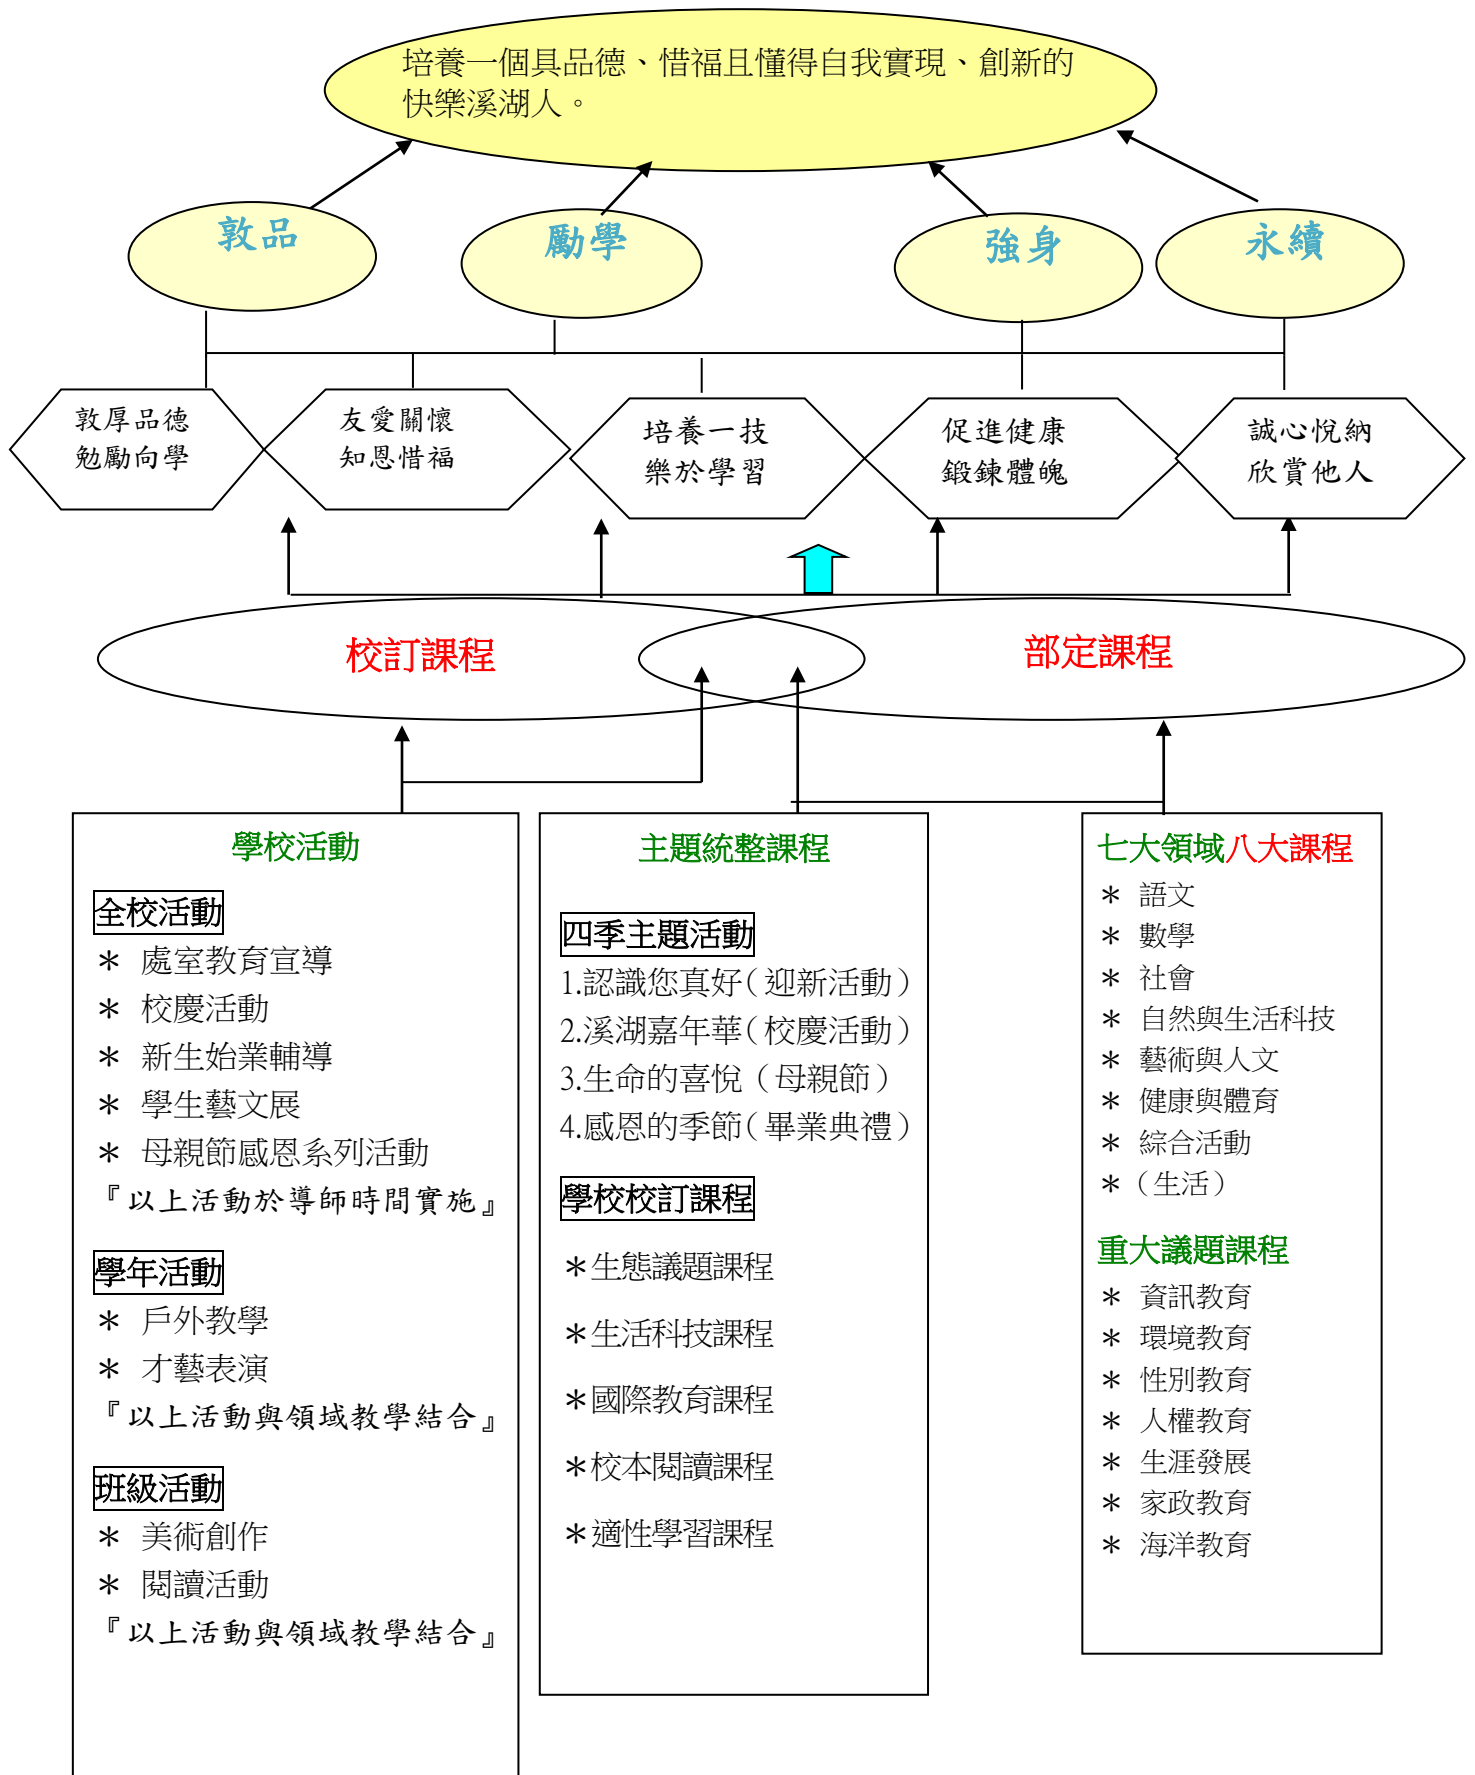 培養一個具品德、惜福且懂得自我實現、創新的
快樂溪湖人。
敦品
勵學
強身
永續
敦厚品德
勉勵向學
友愛關懷
知恩惜福
培養一技
樂於學習
促進健康
鍛鍊體魄
誠心悅納
欣賞他人
校訂課程
部定課程
學校活動
全校活動
＊ 處室教育宣導
＊ 校慶活動
＊ 新生始業輔導
＊ 學生藝文展
＊ 母親節感恩系列活動
『以上活動於導師時間實施』
學年活動
＊ 戶外教學
＊ 才藝表演
『以上活動與領域教學結合』
班級活動
＊ 美術創作
＊ 閱讀活動
『以上活動與領域教學結合』
主題統整課程
四季主題活動
1.認識您真好（迎新活動）
2.溪湖嘉年華（校慶活動）
3.生命的喜悅（母親節）
4.感恩的季節（畢業典禮）
學校校訂課程
＊生態議題課程
＊生活科技課程
＊國際教育課程
＊校本閱讀課程
＊適性學習課程
七大領域八大課程
＊ 語文
＊ 數學
＊ 社會
＊ 自然與生活科技
＊ 藝術與人文
＊ 健康與體育
＊ 綜合活動
＊（生活）
重大議題課程
＊ 資訊教育
＊ 環境教育
＊ 性別教育
＊ 人權教育
＊ 生涯發展
＊ 家政教育
＊ 海洋教育